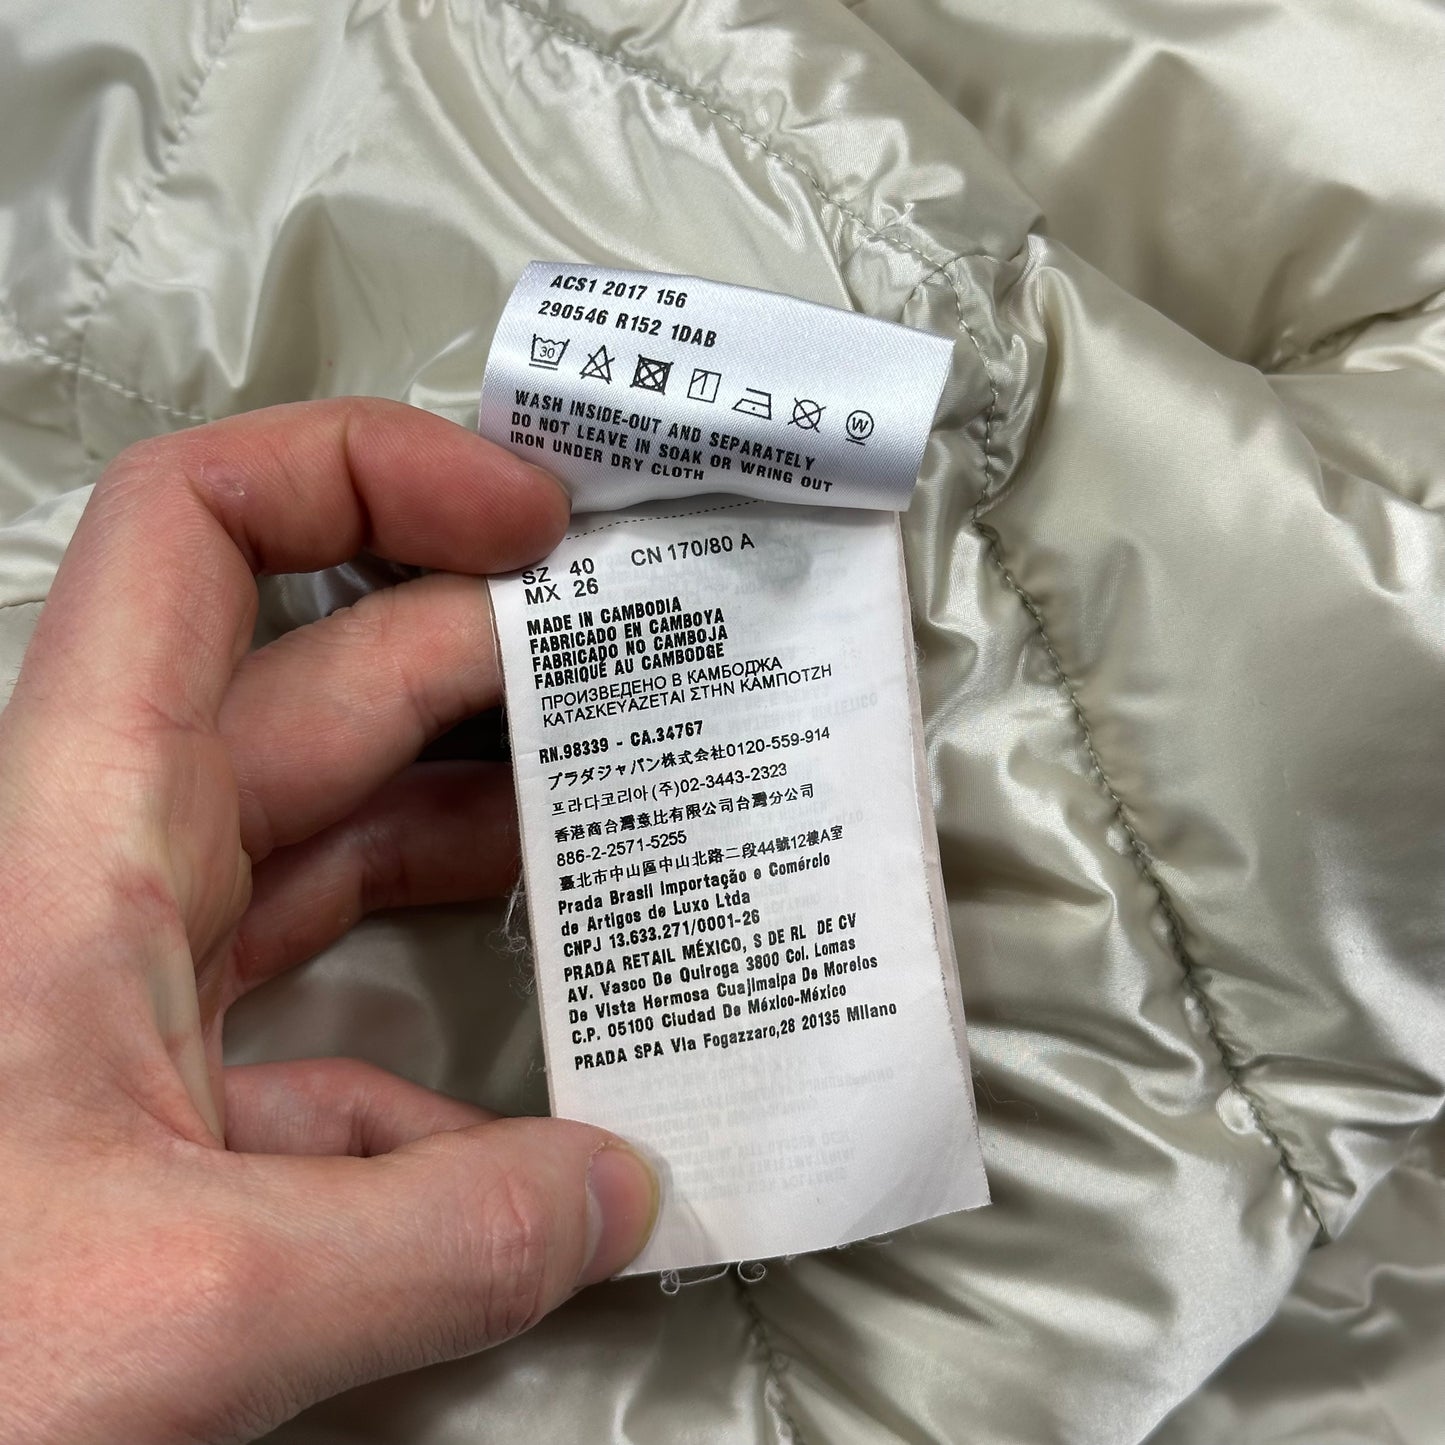 ACS1 2017 156
290546 R152 1DAB
30
W
WASH INSIDE-OUT AND SEPARATELY
DO NOT LEAVE IN SOAK OR WRING OUT
IRON UNDER DRY CLOTH
SZ 40 CN 170/80 A
MX 26
MADE IN CAMBODIA
FABRICADO EN CAMBOYA
FABRICADO NO CAMBOJA
FABRIQUÉ AU CAMBODGE
ПРОИЗВЕДЕНО В КАМБОДЖА
ΚΑΤΑΣΚΕΥΑΖΕΤΑΙ ΣΤΗΝ ΚΑΜΠΟΤΖΗ
RN.98339 - CA.34767
プラダジャパン株式会社0120-559-914
프라다코리아(주)02-3443-2323
香港商台灣意比有限公司台灣分公司
886-2-2571-5255
臺北市中山區中山北路二段44號12樓A室
Prada Brasil Importação e Comércio
de Artigos de Luxo Ltda
CNPJ 13.633.271/0001-26
PRADA RETAIL MÉXICO, S DE RL DE CV
AV. Vasco De Quiroga 3800 Col. Lomas
De Vista Hermosa Cuajimalpa De Morelos
C.P. 05100 Ciudad De México-México
PRADA SPA Via Fogazzaro,28 20135 Milano